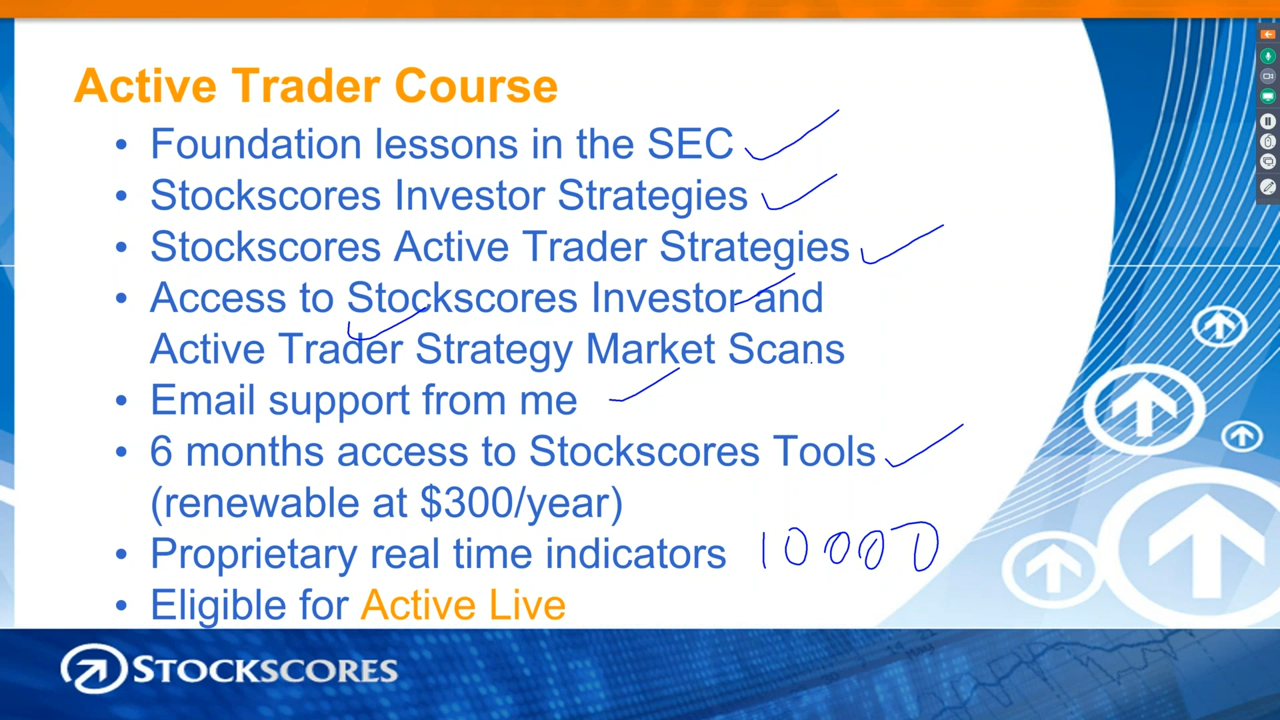 Active Trader Course
• Foundation lessons in the SEC
• Stockscores Investor Strategies
• Stockscores Active Trader Strategies
• Access to Stockscores Investor and
Active Trader Strategy Market Scans
• Email support from me
• 6 months access to Stockscores Tools
(renewable at $300/year)
• Proprietary real time indicators 10000
• Eligible for Active Live
STOCKSCORES